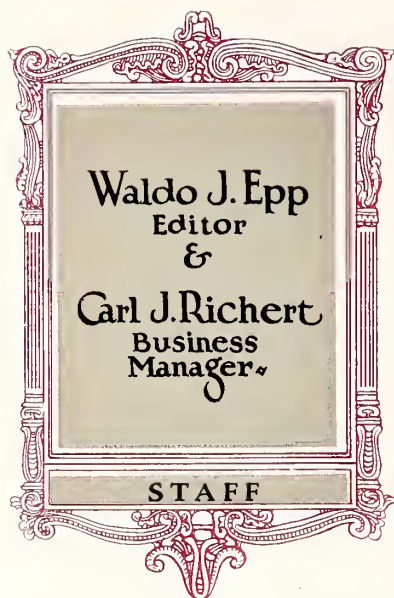 Waldo J. Epp
Editor
&
Carl J. Richert
Business
Manager
STAFF